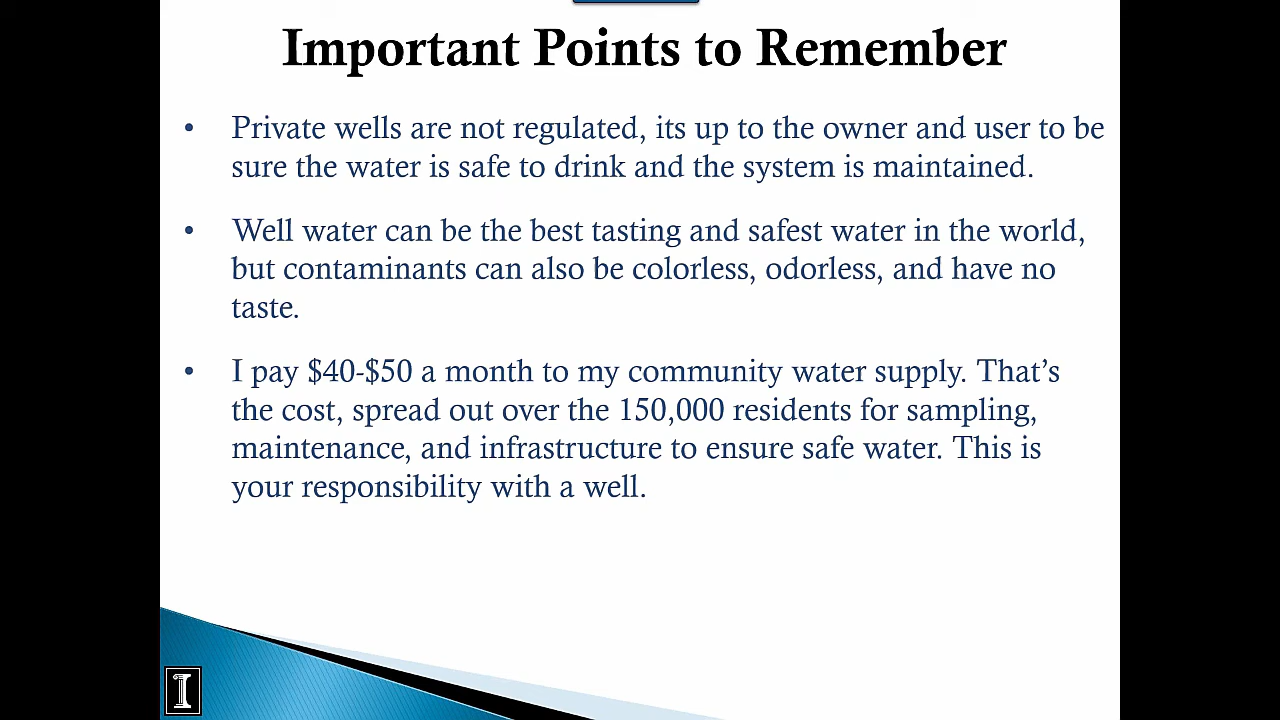 Important Points to Remember
• Private wells are not regulated, its up to the owner and user to be
sure the water is safe to drink and the system is maintained.
• Well water can be the best tasting and safest water in the world,
but contaminants can also be colorless, odorless, and have no
taste.
• I pay $40-$50 a month to my community water supply. That’s
the cost, spread out over the 150,000 residents for sampling,
maintenance, and infrastructure to ensure safe water. This is
your responsibility with a well.
I